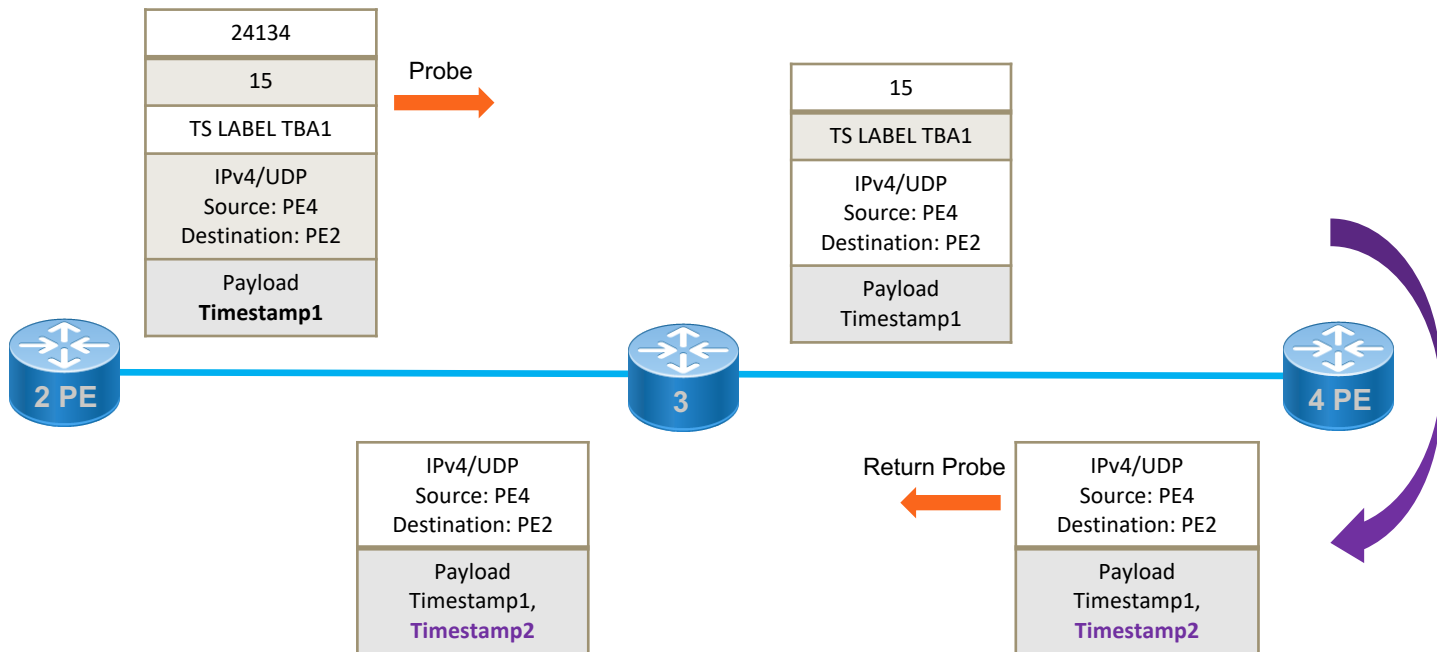 24134
15
TS LABEL TBA1
IPv4/UDP
Source: PE4
Destination: PE2
Payload
Timestamp1
Probe
15
TS LABEL TBA1
IPv4/UDP
Source: PE4
Destination: PE2
Payload
Timestamp1
2 PE
3
4 PE
IPv4/UDP
Source: PE4
Destination: PE2
Payload
Timestamp1,
Timestamp2
Return Probe
IPv4/UDP
Source: PE4
Destination: PE2
Payload
Timestamp1,
Timestamp2